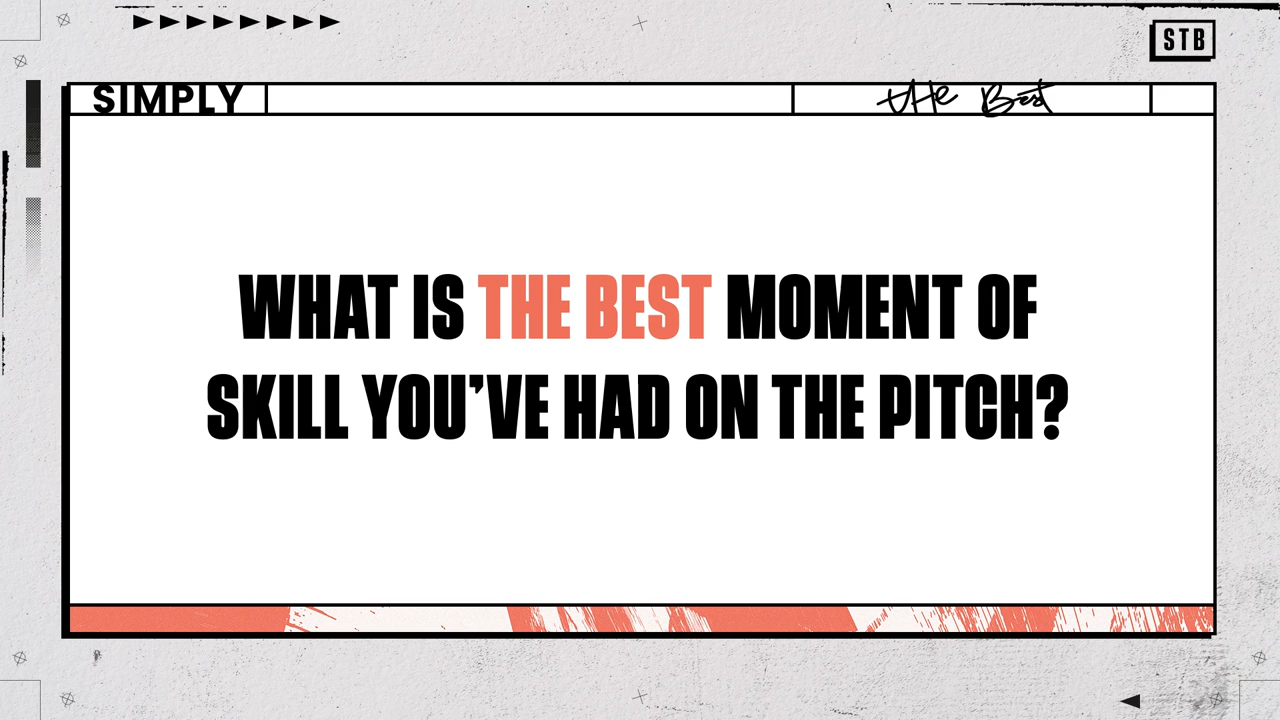 STB
SIMPLY
the Best
WHAT IS THE BEST MOMENT OF
SKILL YOU'VE HAD ON THE PITCH?